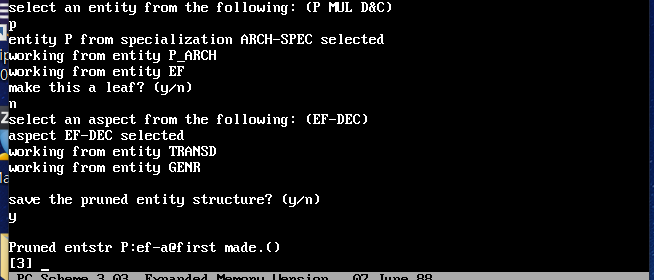 select an entity from the following: (P MUL D&C)
p
entity P from specialization ARCH-SPEC selected
working from entity P_ARCH
working from entity EF
make this a leaf? (y/n)
n
select an aspect from the following: (EF-DEC)
aspect EF-DEC selected
working from entity TRANSD
working from entity GENR
save the pruned entity structure? (y/n)
y
Pruned entstr P:ef-a@first made.()
[3] _
PC Scheme 3.03 Expanded Memory Version 07 June 88